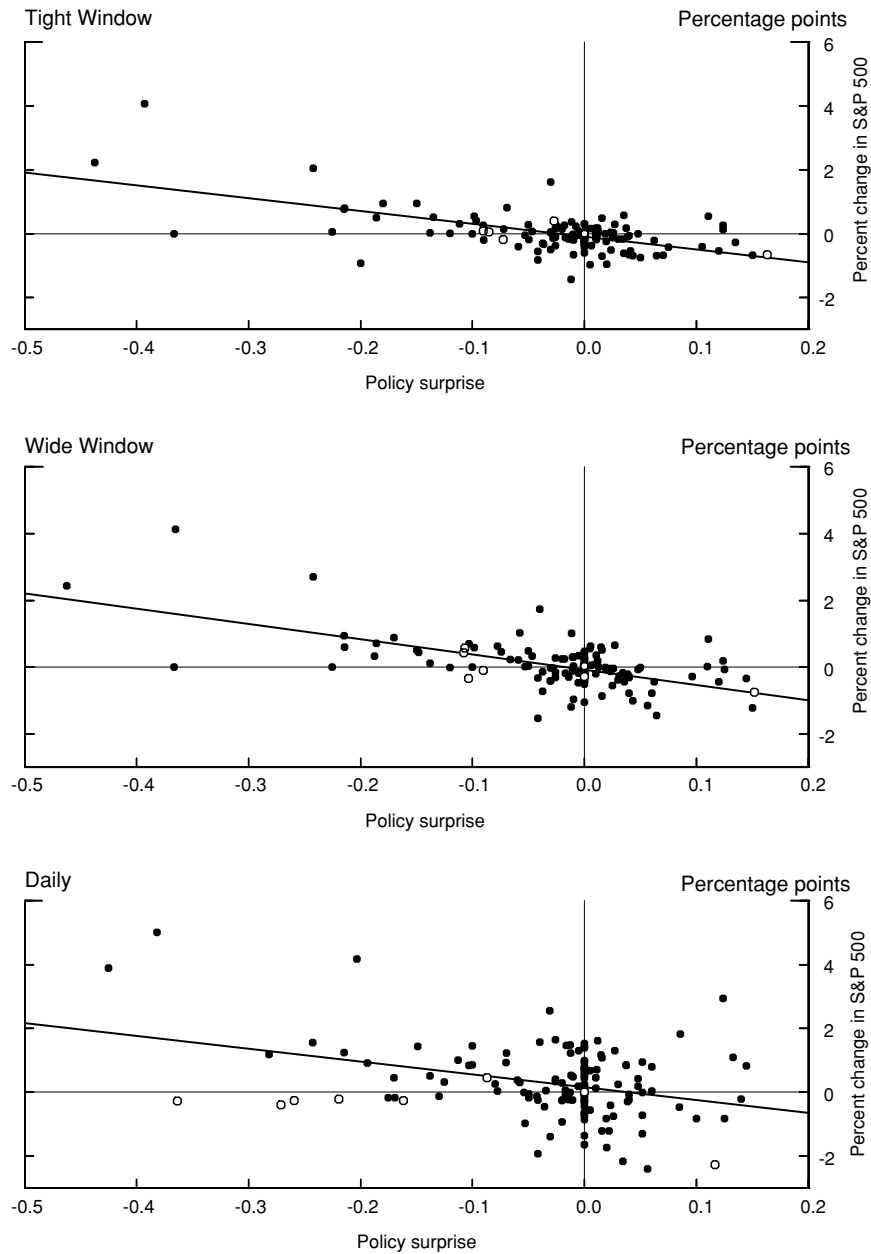 Tight Window
Percentage points
6
4
2
0
-2
Percent change in S&P 500
-0.5 -0.4 -0.3 -0.2 -0.1 0.0 0.1 0.2
Policy surprise
Wide Window
Percentage points
6
4
2
0
-2
Percent change in S&P 500
-0.5 -0.4 -0.3 -0.2 -0.1 0.0 0.1 0.2
Policy surprise
Daily
Percentage points
6
4
2
0
-2
Percent change in S&P 500
-0.5 -0.4 -0.3 -0.2 -0.1 0.0 0.1 0.2
Policy surprise